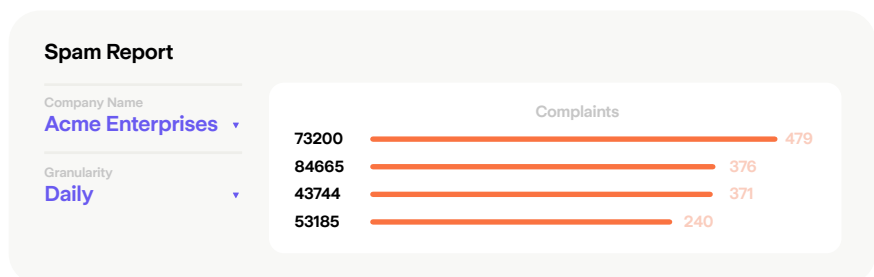 Spam Report
Company Name
Acme Enterprises
Granularity
Daily
Complaints
73200 479
84665 376
43744 371
53185 240